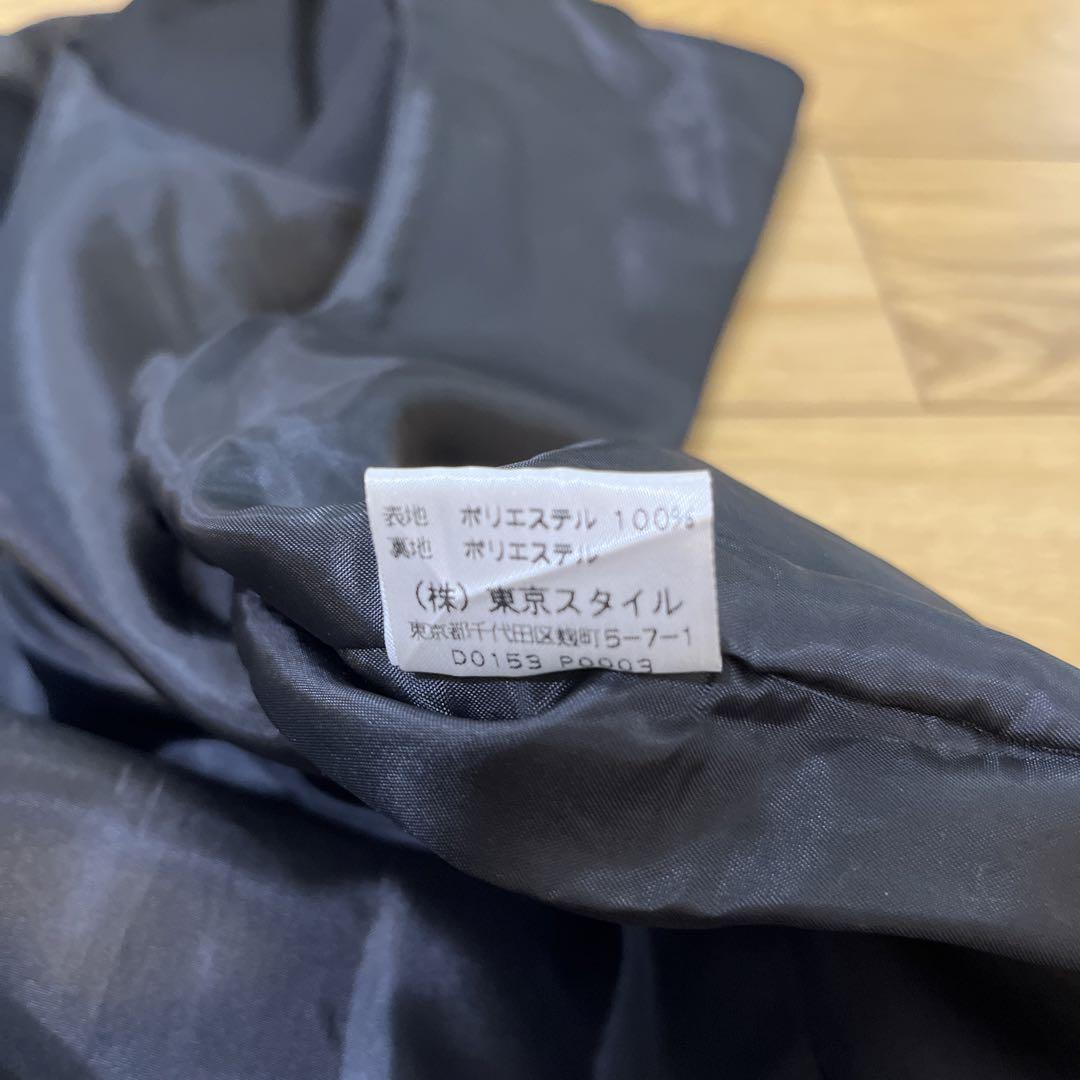 表地 ポリエステル 100%
裏地 ポリエステル
(株) 東京スタイル
東京都千代田区麹町5-7-1
D0153 P0003